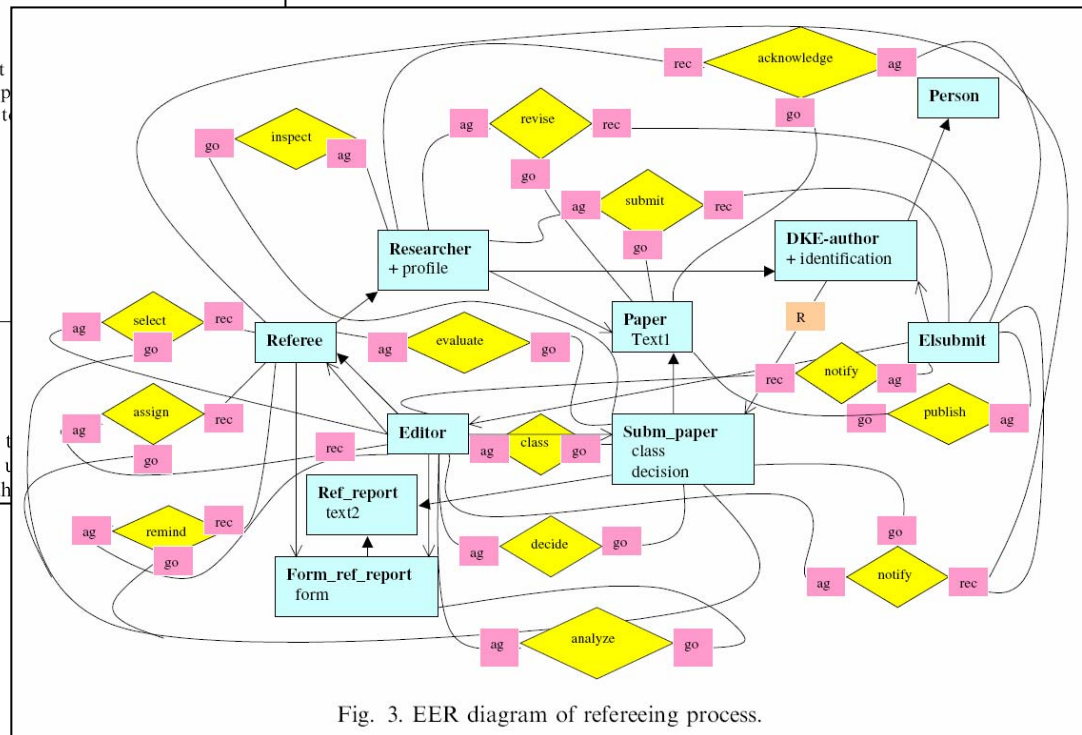 acknowledge
rec
ag
Person
go
revise
ag
rec
inspect
go
ag
go
submit
ag
rec
go
Researcher
+ profile
DKE-author
+ identification
R
Paper
Text1
select
ag
rec
go
Referee
evaluate
ag
go
Elsubmit
notify
rec
ag
assign
ag
rec
go
publish
go
ag
Editor
class
ag
go
Subm_paper
class
decision
rec
Ref_report
text2
remind
ag
rec
go
decide
ag
go
go
notify
ag
rec
Form_ref_report
form
analyze
ag
go
Fig. 3. EER diagram of refereeing process.